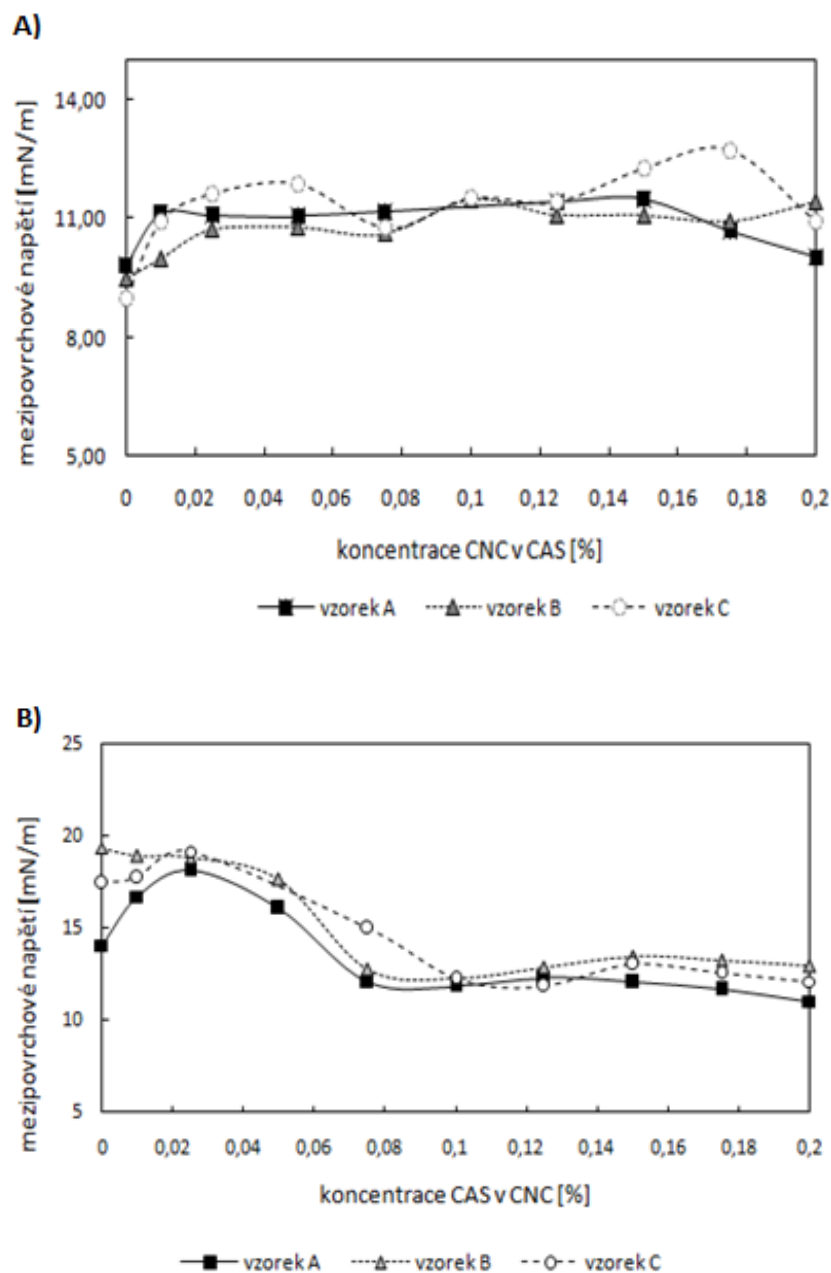 A)
mezipovrchové napětí [mN/m]
14,00
11,00
8,00
5,00
0 0,02 0,04 0,06 0,08 0,1 0,12 0,14 0,16 0,18 0,2
koncentrace CNC v CAS [%]
vzorek A vzorek B vzorek C
B)
mezipovrchové napětí [mN/m]
25
20
15
10
5
0 0,02 0,04 0,06 0,08 0,1 0,12 0,14 0,16 0,18 0,2
koncentrace CAS v CNC [%]
vzorek A vzorek B vzorek C